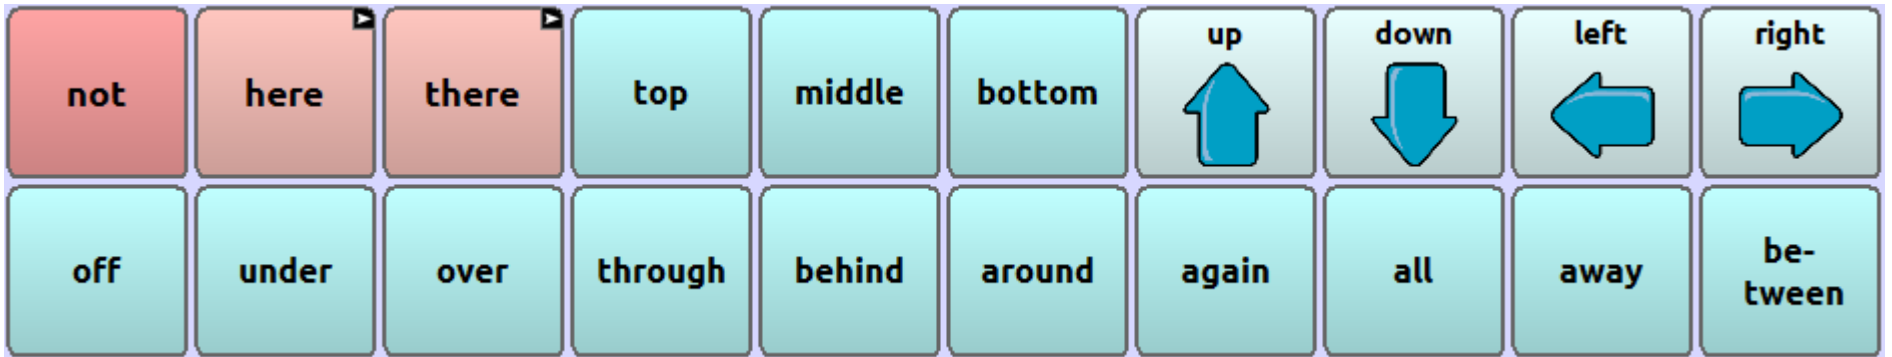 not here there top middle bottom up down left right
off under over through behind around again all away be-
tween